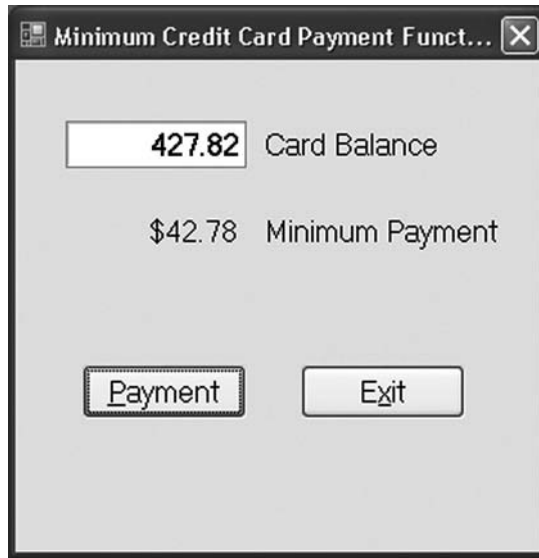 Minimum Credit Card Payment Funct...
427.82 Card Balance
$42.78 Minimum Payment
Payment Exit